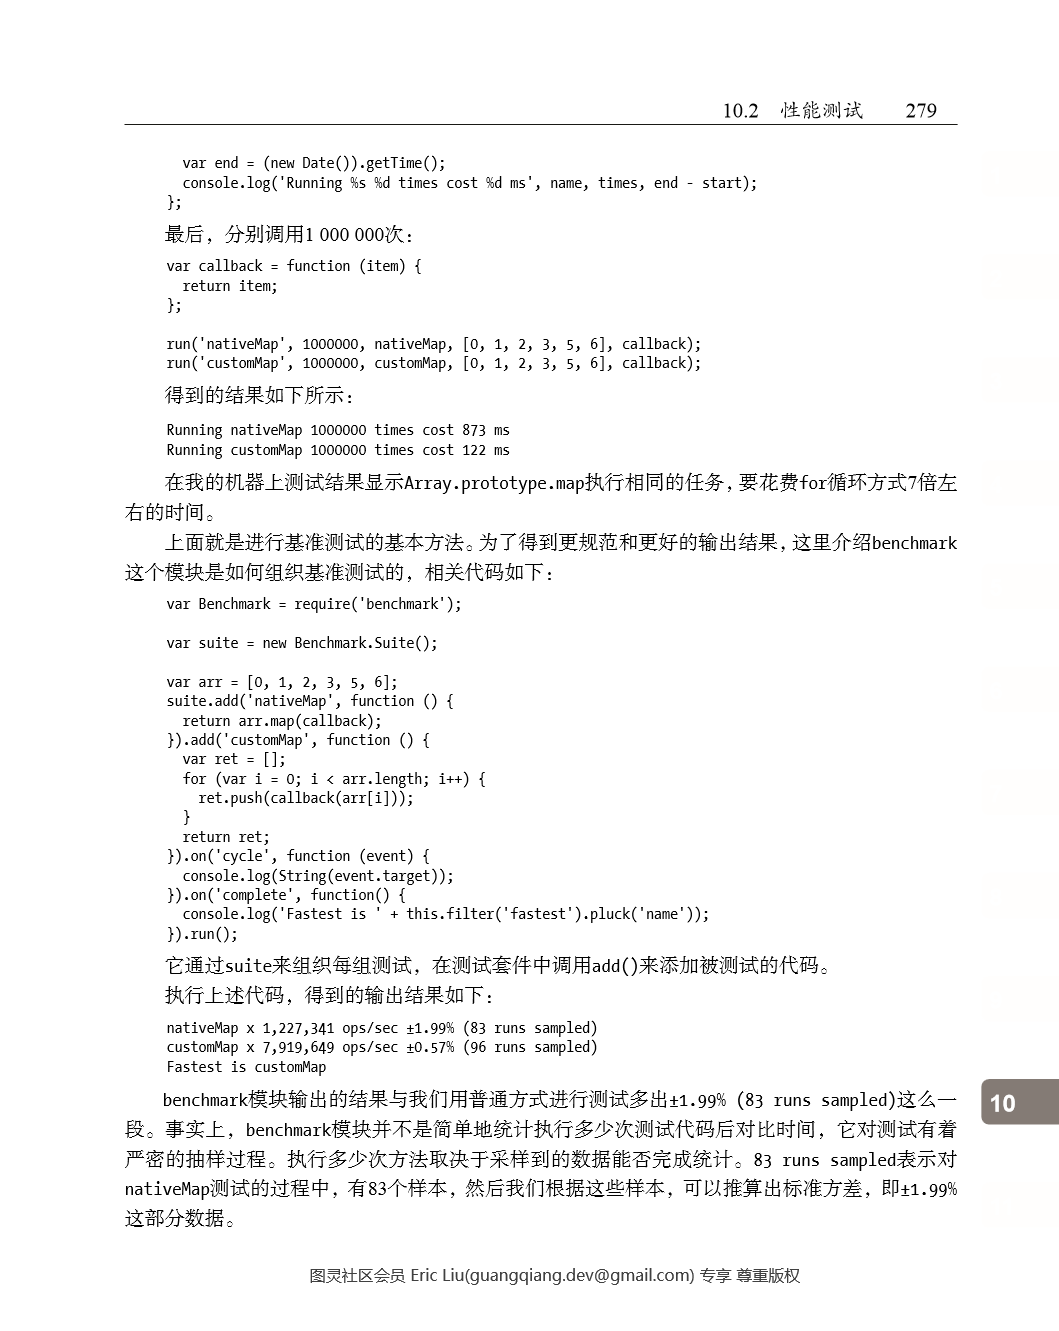 10.2 性能测试 279
var end = (new Date()).getTime();
console.log('Running %s %d times cost %d ms', name, times, end - start);
};
最后，分别调用1 000 000次：
var callback = function (item) {
return item;
};
run('nativeMap', 1000000, nativeMap, [0, 1, 2, 3, 5, 6], callback);
run('customMap', 1000000, customMap, [0, 1, 2, 3, 5, 6], callback);
得到的结果如下所示：
Running nativeMap 1000000 times cost 873 ms
Running customMap 1000000 times cost 122 ms
在我的机器上测试结果显示Array.prototype.map执行相同的任务，要花费for循环方式7倍左
右的时间。
上面就是进行基准测试的基本方法。为了得到更规范和更好的输出结果，这里介绍benchmark
这个模块是如何组织基准测试的，相关代码如下：
var Benchmark = require('benchmark');
var suite = new Benchmark.Suite();
var arr = [0, 1, 2, 3, 5, 6];
suite.add('nativeMap', function () {
return arr.map(callback);
}).add('customMap', function () {
var ret = [];
for (var i = 0; i < arr.length; i++) {
ret.push(callback(arr[i]));
}
return ret;
}).on('cycle', function (event) {
console.log(String(event.target));
}).on('complete', function() {
console.log('Fastest is ' + this.filter('fastest').pluck('name'));
}).run();
它通过suite来组织每组测试，在测试套件中调用add()来添加被测试的代码。
执行上述代码，得到的输出结果如下：
nativeMap x 1,227,341 ops/sec ±1.99% (83 runs sampled)
customMap x 7,919,649 ops/sec ±0.57% (96 runs sampled)
Fastest is customMap
benchmark模块输出的结果与我们用普通方式进行测试多出±1.99% (83 runs sampled)这么一
段。事实上，benchmark模块并不是简单地统计执行多少次测试代码后对比时间，它对测试有着
严密的抽样过程。执行多少次方法取决于采样到的数据能否完成统计。83 runs sampled表示对
nativeMap测试的过程中，有83个样本，然后我们根据这些样本，可以推算出标准方差，即±1.99%
这部分数据。
10
图灵社区会员 Eric Liu(guangqiang.dev@gmail.com) 专享 尊重版权